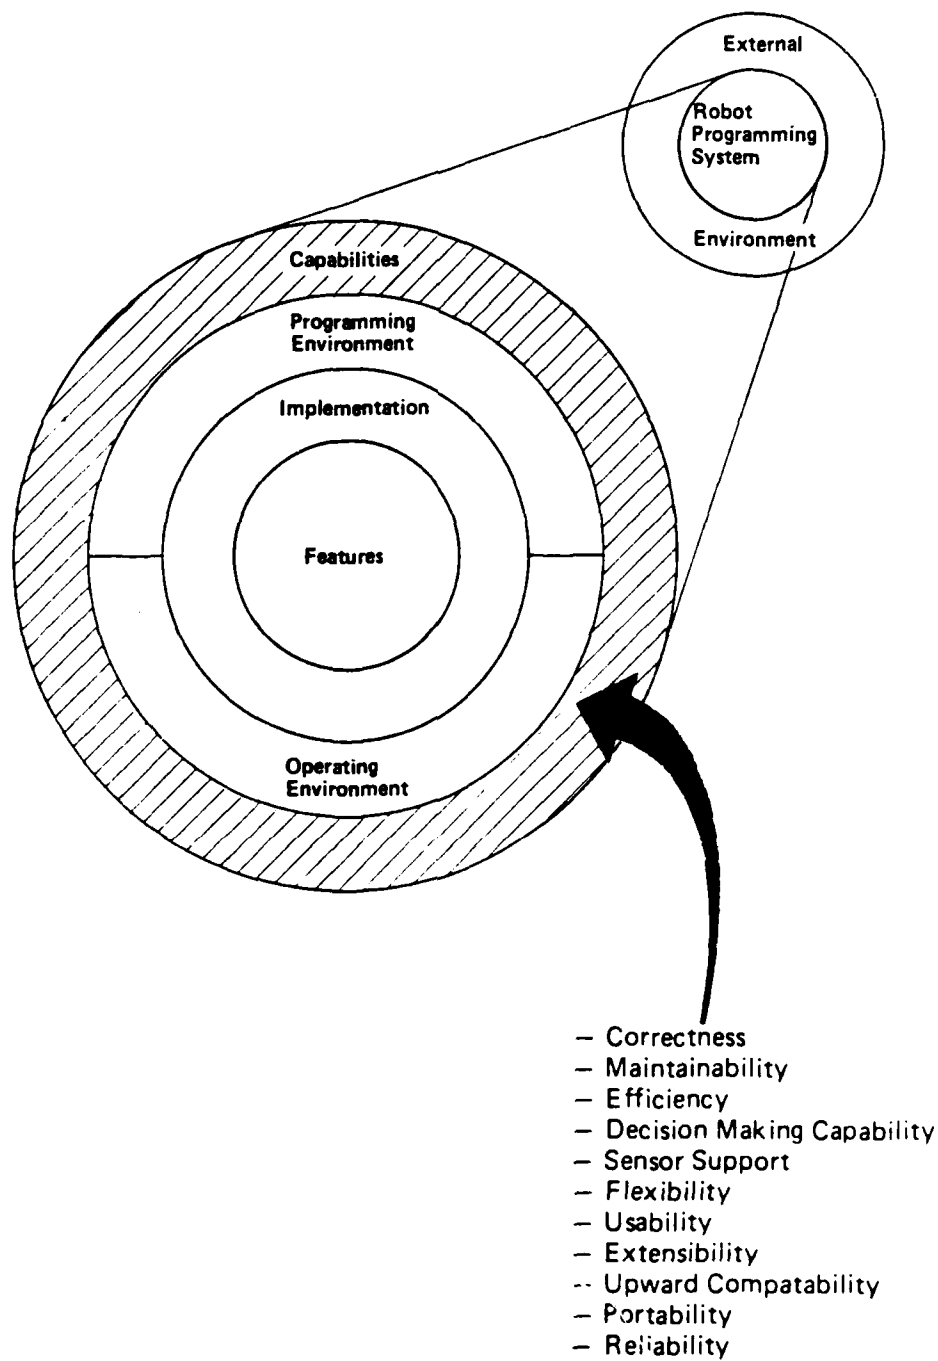 External
Robot
Programming
System
Environment
Capabilities
Programming
Environment
Implementation
Features
Operating
Environment
– Correctness
– Maintainability
– Efficiency
– Decision Making Capability
– Sensor Support
– Flexibility
– Usability
– Extensibility
-- Upward Compatability
– Portability
– Reliability